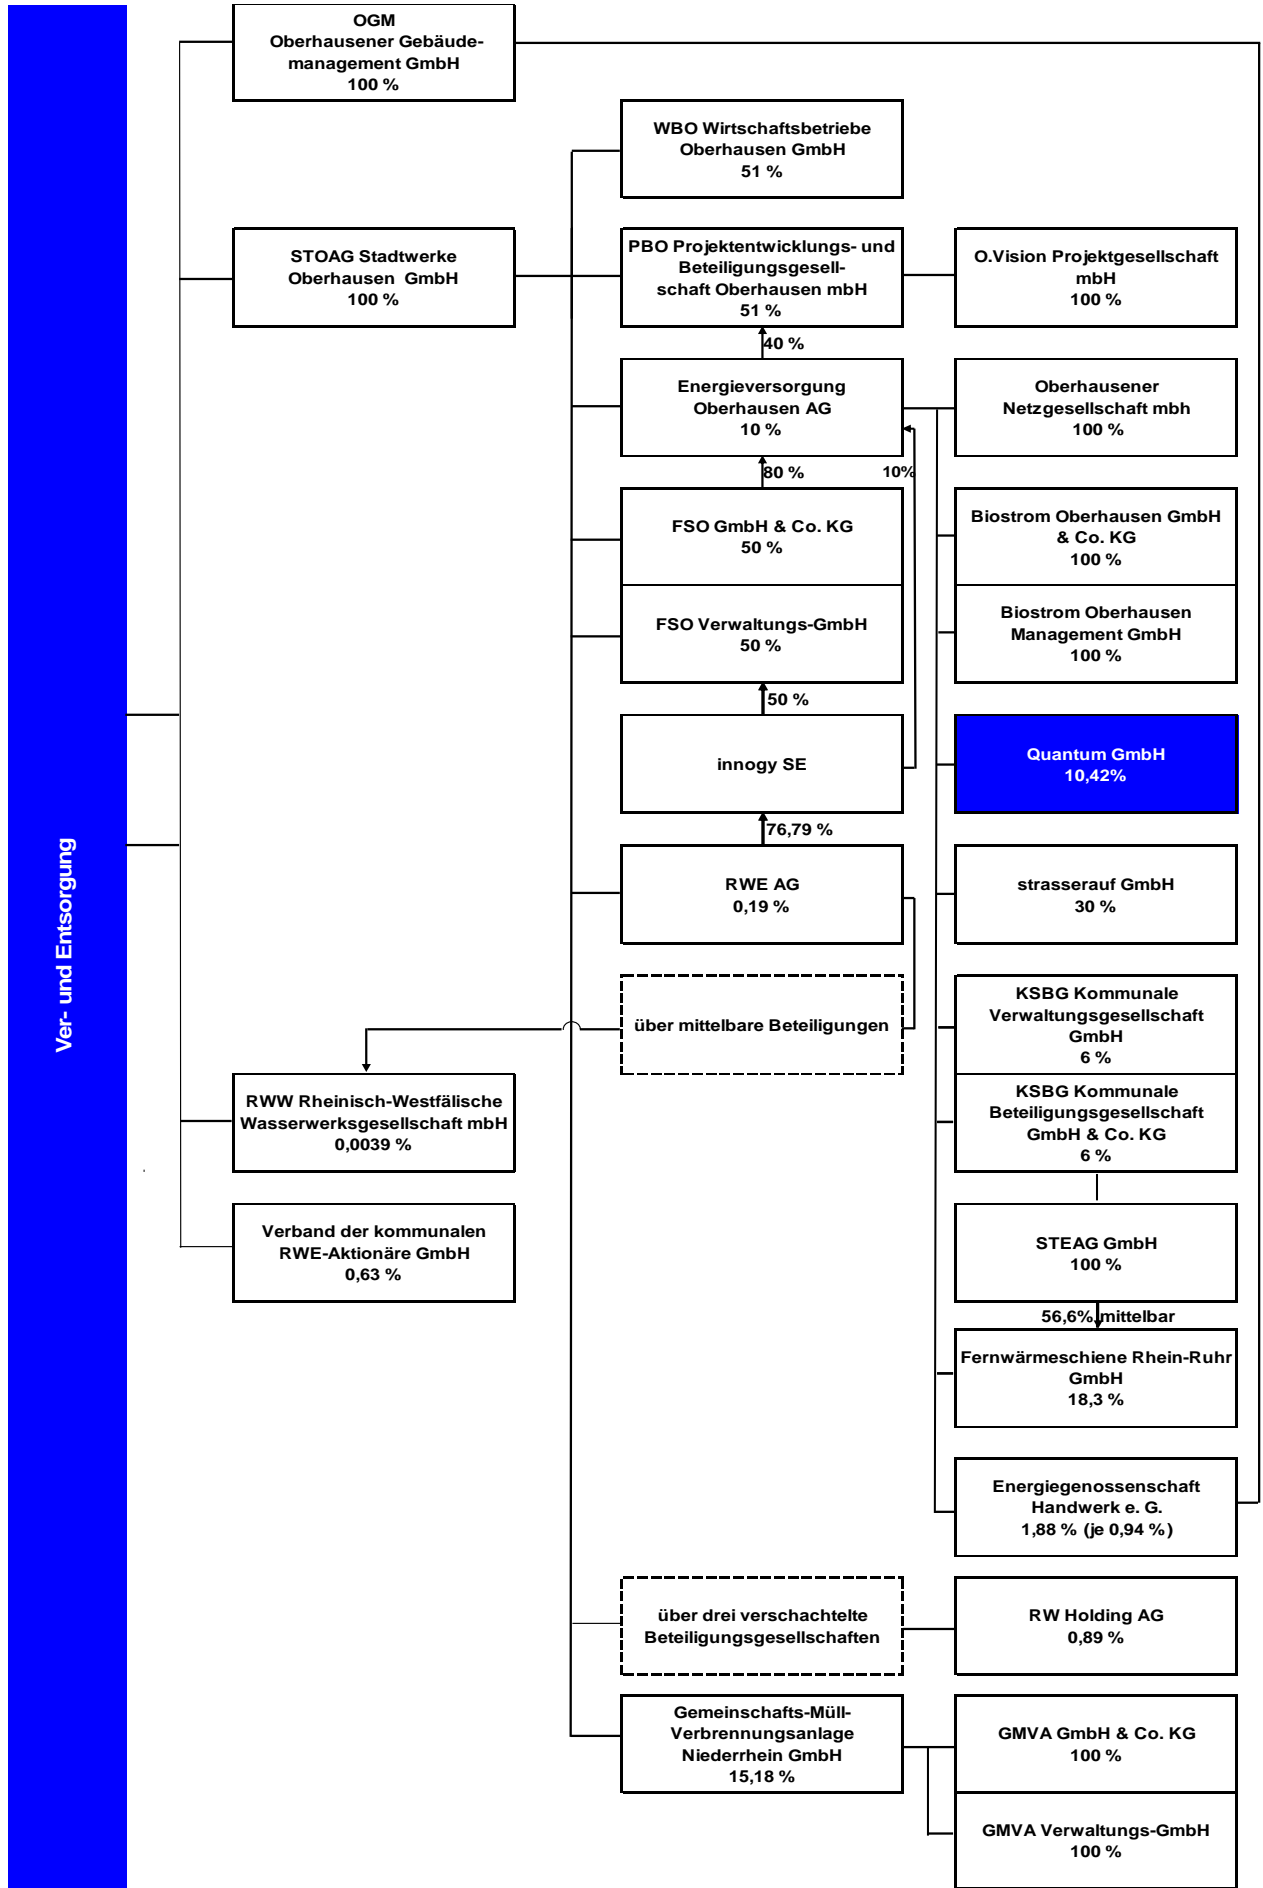 Ver- und Entsorgung
OGM
Oberhausener Gebäude-
management GmbH
100 %
WBO Wirtschaftsbetriebe
Oberhausen GmbH
51 %
STOAG Stadtwerke
Oberhausen GmbH
100 %
PBO Projektentwicklungs- und
Beteiligungsgesell-
schaft Oberhausen mbH
51 %
O.Vision Projektgesellschaft
mbH
100 %
40 %
Energieversorgung
Oberhausen AG
10 %
Oberhausener
Netzgesellschaft mbh
100 %
80 %
10%
FSO GmbH & Co. KG
50 %
Biostrom Oberhausen GmbH
& Co. KG
100 %
FSO Verwaltungs-GmbH
50 %
Biostrom Oberhausen
Management GmbH
100 %
50 %
innogy SE
Quantum GmbH
10,42%
76,79 %
RWE AG
0,19 %
strasserauf GmbH
30 %
über mittelbare Beteiligungen
KSBG Kommunale
Verwaltungsgesellschaft
GmbH
6 %
RWW Rheinisch-Westfälische
Wasserwerksgesellschaft mbH
0,0039 %
KSBG Kommunale
Beteiligungsgesellschaft
GmbH & Co. KG
6 %
Verband der kommunalen
RWE-Aktionäre GmbH
0,63 %
STEAG GmbH
100 %
56,6% mittelbar
Fernwärmeschiene Rhein-Ruhr
GmbH
18,3 %
Energiegenossenschaft
Handwerk e. G.
1,88 % (je 0,94 %)
über drei verschachtelte
Beteiligungsgesellschaften
RW Holding AG
0,89 %
Gemeinschafts-Müll-
Verbrennungsanlage
Niederrhein GmbH
15,18 %
GMVA GmbH & Co. KG
100 %
GMVA Verwaltungs-GmbH
100 %